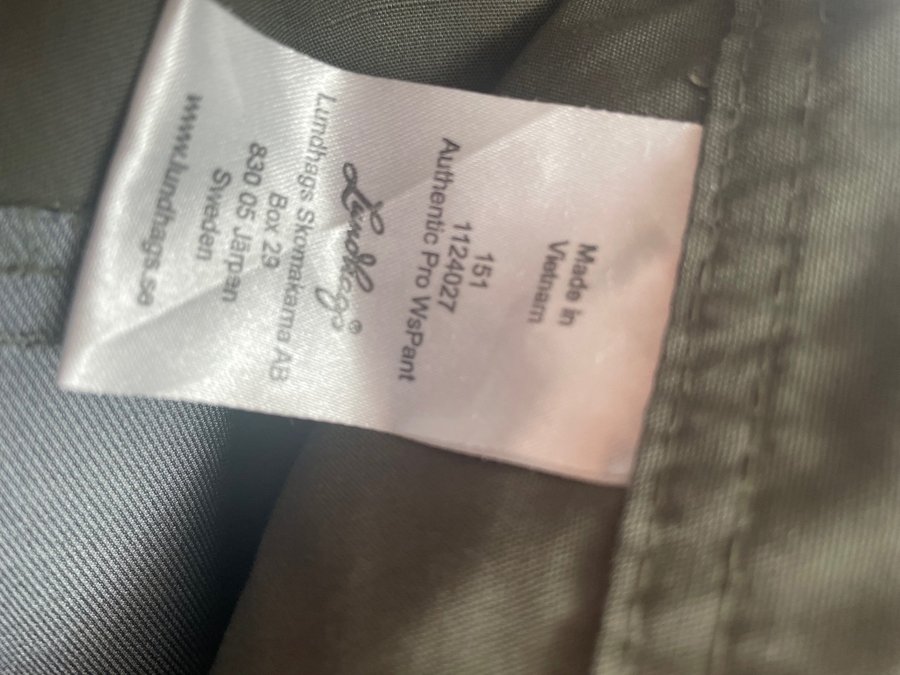 Made in
Vietnam
151
1124027
Authentic Pro WsPant
Lundhags®
Lundhags Skomakarna AB
Box 23
830 05 Järpen
Sweden
www.lundhags.se